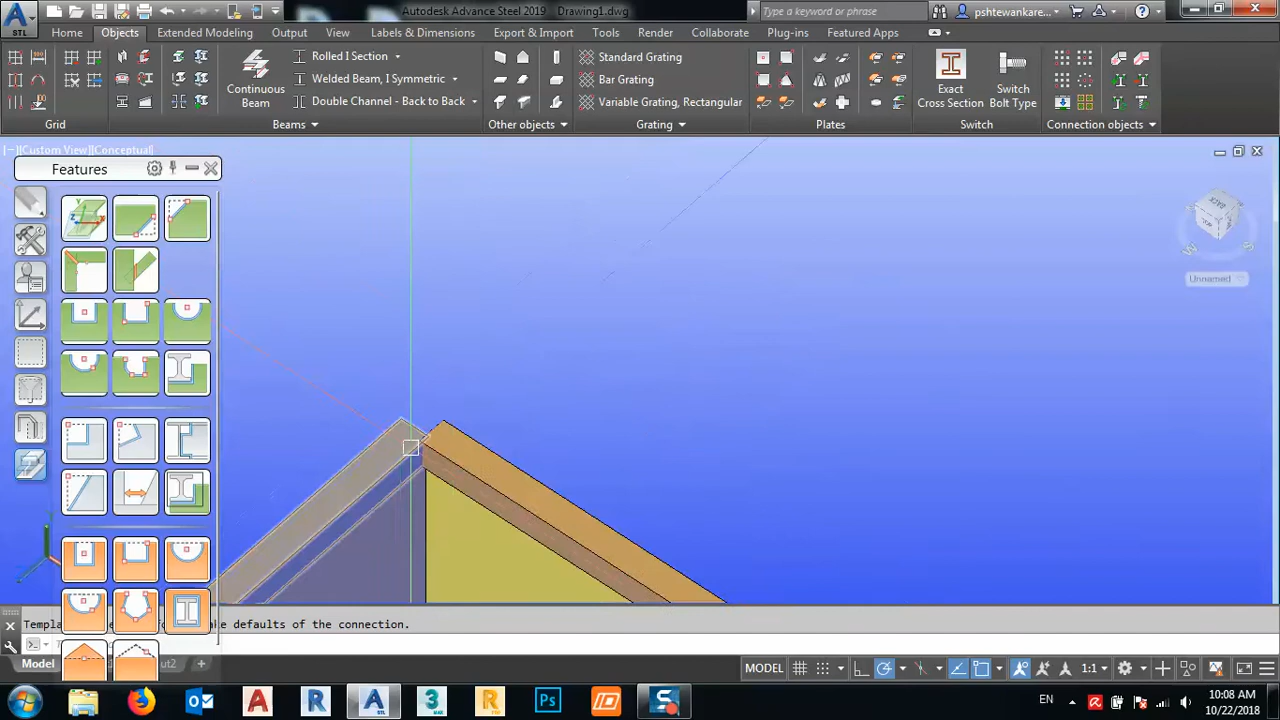 Autodesk Advance Steel 2019    Drawing1.dwg
Type a keyword or phrase
pshtewankare...
STL
Home
Objects
Extended Modeling
Output
View
Labels & Dimensions
Export & Import
Tools
Render
Collaborate
Plug-ins
Featured Apps
Continuous
Beam
Rolled I Section
Welded Beam, I Symmetric
Double Channel - Back to Back
Standard Grating
Bar Grating
Variable Grating, Rectangular
Exact
Cross Section
Switch
Bolt Type
Grid
Beams
Other objects
Grating
Plates
Switch
Connection objects
[−][Custom View][Conceptual]
Features
BACK
W
S
Unnamed
ke defaults of the connection.
Model
ut2
MODEL
1:1
EN
10:08 AM
10/22/2018